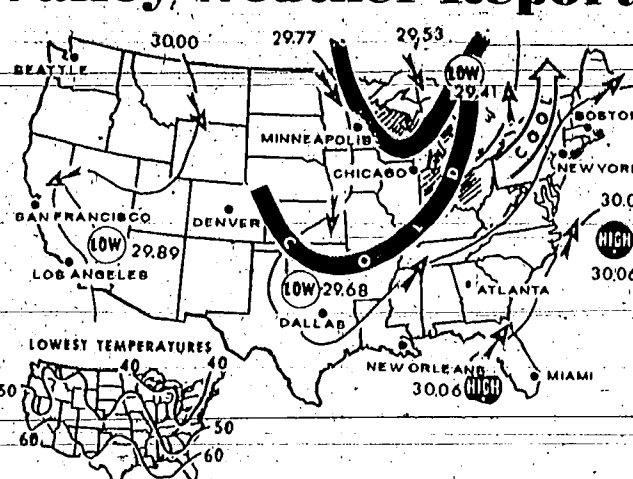 Weather Report
30.00
29.77
29.53
SEATTLE
LOW
29.41
COOL
BOSTON
MINNEAPOLIS
NEW YORK
CHICAGO
COLD
SAN FRANCISCO
DENVER
30.0
LOW 29.89
HIGH
LOS ANGELES
30.06
LOW 29.68
ATLANTA
DALLAS
LOWEST TEMPERATURES
NEW ORLEANS
MIAMI
30.06 HIGH
40
40
50
50
60
60